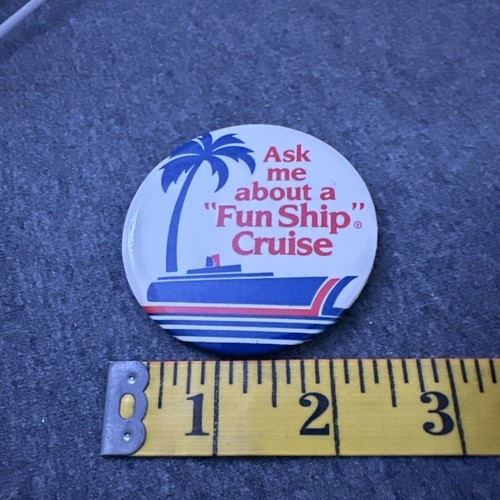 Ask
me
about a
"Fun Ship"®
Cruise
1 2 3